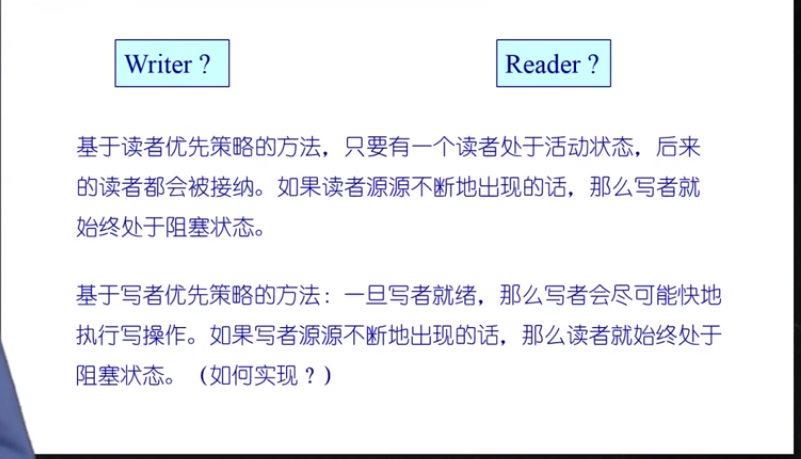 Writer？
Reader？
基于读者优先策略的方法，只要有一个读者处于活动状态，后来
的读者都会被接纳。如果读者源源不断地出现的话，那么写者就
始终处于阻塞状态。
基于写者优先策略的方法：一旦写者就绪，那么写者会尽可能快地
执行写操作。如果写者源源不断地出现的话，那么读者就始终处于
阻塞状态。（如何实现？）